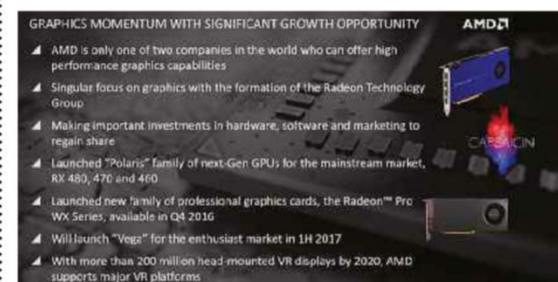 GRAPHICS MOMENTUM WITH SIGNIFICANT GROWTH OPPORTUNITY
AMD
AMD is only one of two companies in the world who can offer high
performance graphics capabilities
Singular focus on graphics with the formation of the Radeon Technology
Group
Making important investments in hardware, software and marketing to
regain share
CAPSAICIN
Launched "Polaris" family of next-Gen GPUs for the mainstream market,
RX 480, 470 and 460
Launched new family of professional graphics cards, the Radeon™ Pro
WX Series, available in Q4 2016
Will launch "Vega" for the enthusiast market in 1H 2017
With more than 200 million head-mounted VR displays by 2020, AMD
supports major VR platforms